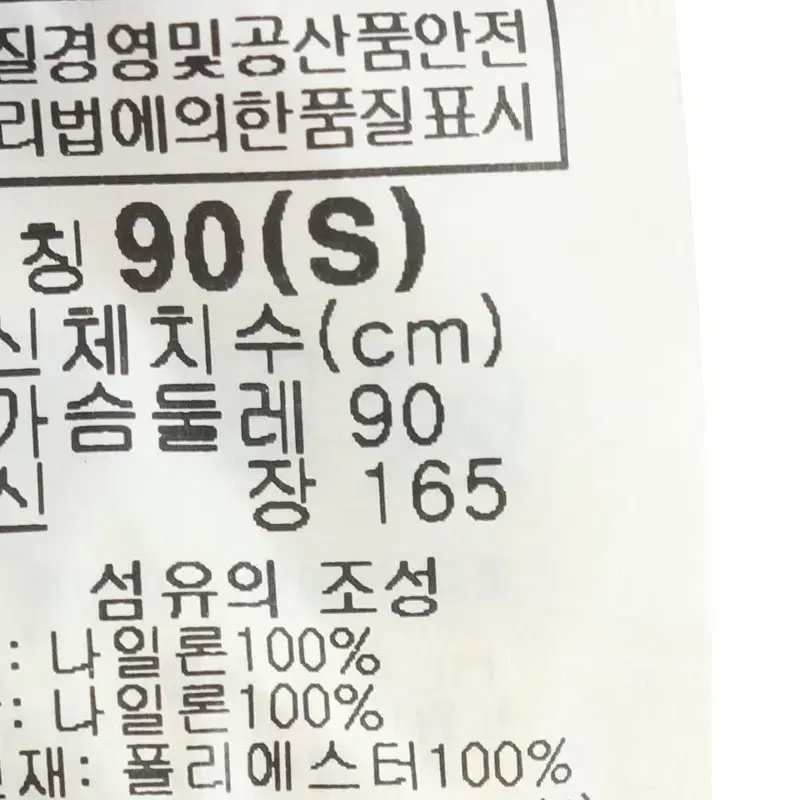 질경영및공산품안전
리법에의한품질표시
칭 90(S)
신체치수(cm)
가슴둘레 90
신 장 165
섬유의 조성
: 나일론100%
: 나일론100%
재: 폴리에스터100%